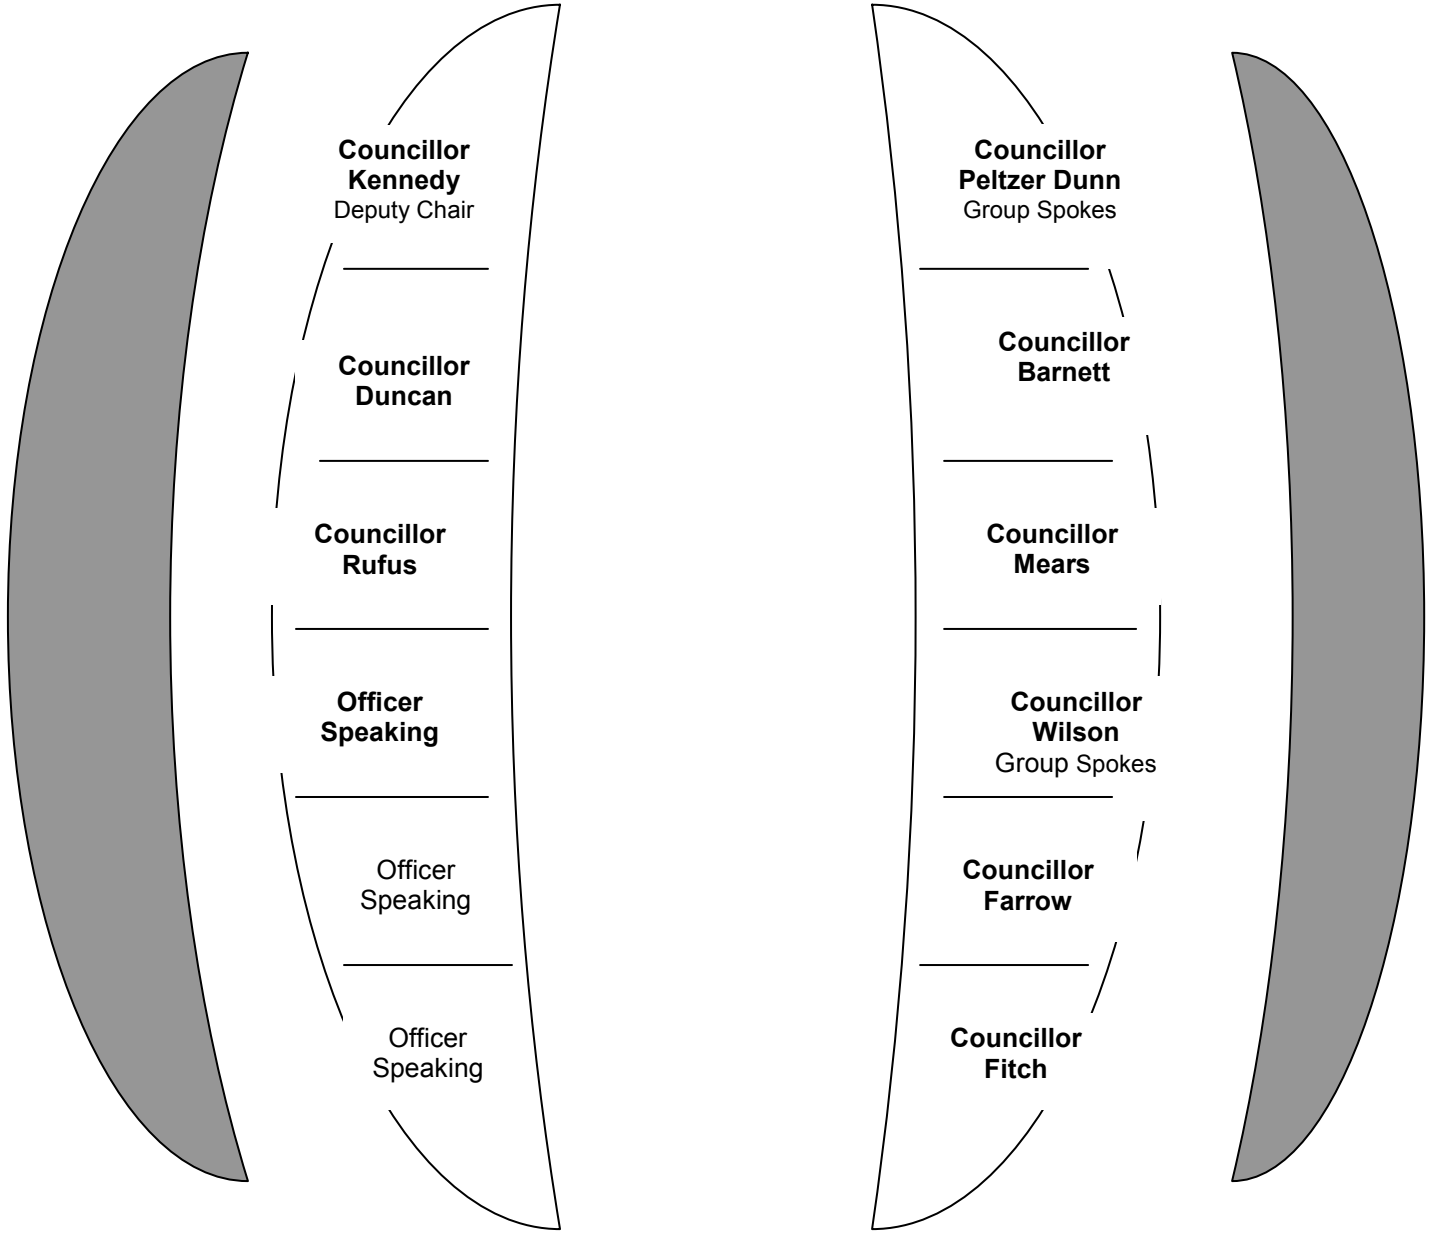 Councillor
Kennedy
Deputy Chair
Councillor
Duncan
Councillor
Rufus
Officer
Speaking
Officer
Speaking
Officer
Speaking
Councillor
Peltzer Dunn
Group Spokes
Councillor
Barnett
Councillor
Mears
Councillor
Wilson
Group Spokes
Councillor
Farrow
Councillor
Fitch